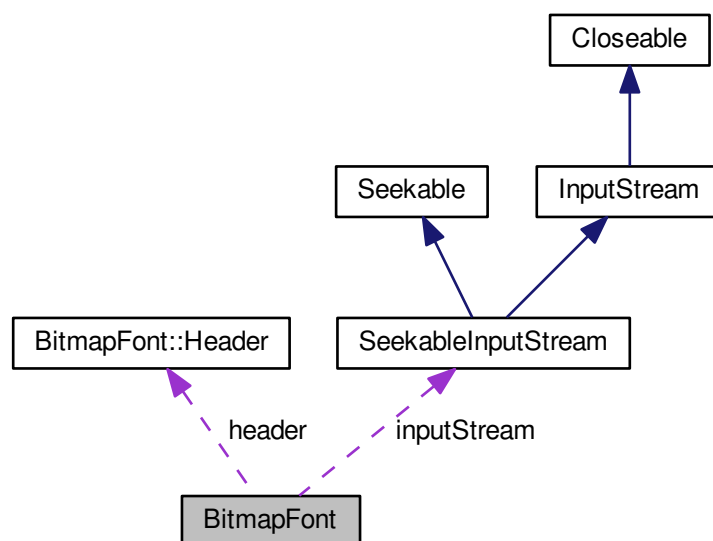 Closeable
Seekable
InputStream
BitmapFont::Header
SeekableInputStream
header
inputStream
BitmapFont